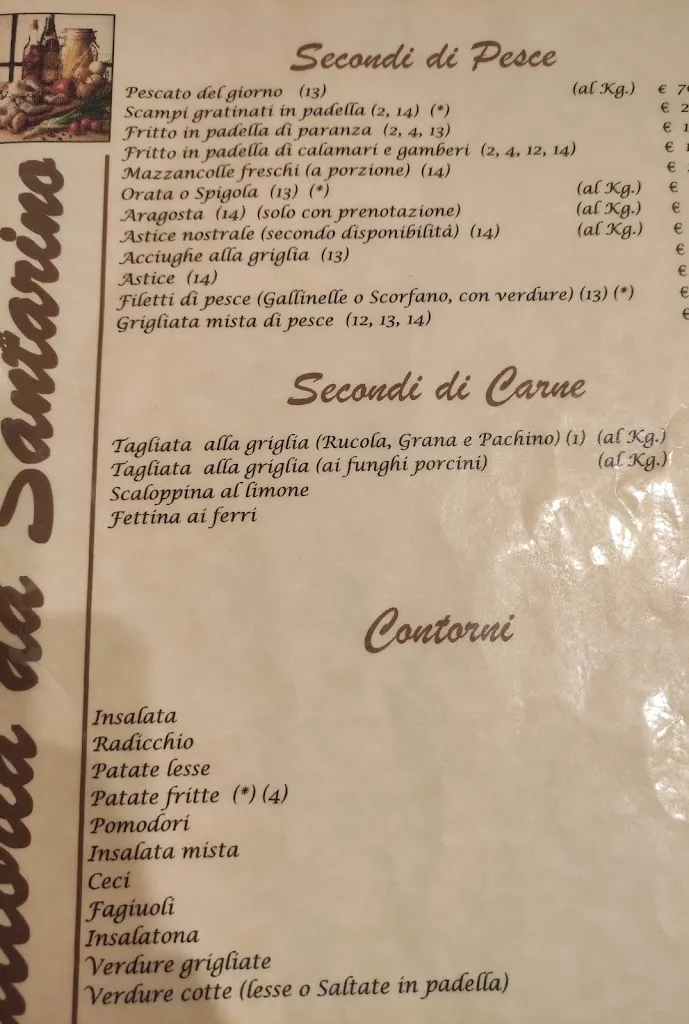 Secondi di Pesce
Pescato del giorno (13) (al Kg.) €
Scampi gratinati in padella (2, 14) (*) €
Fritto in padella di paranza (2, 4, 13) €
Fritto in padella di calamari e gamberi (2, 4, 12, 14) €
Mazzancolle freschi (a porzione) (14) €
Orata o Spigola (13) (*) (al Kg.) €
Aragosta (14) (solo con prenotazione) (al Kg.) €
Astice nostrale (secondo disponibilità) (14) (al Kg.) €
Acciughe alla griglia (13) €
Astice (14) €
Filetti di pesce (Gallinelle o Scorfano, con verdure) (13) (*) €
Grigliata mista di pesce (12, 13, 14) €
Secondi di Carne
Tagliata alla griglia (Rucola, Grana e Pachino) (1) (al Kg.)
Tagliata alla griglia (ai funghi porcini) (al Kg.)
Scaloppina al limone
Fettina ai ferri
Contorni
Insalata
Radicchio
Patate lesse
Patate fritte (*) (4)
Pomodori
Insalata mista
Ceci
Fagiuoli
Insalatona
Verdure grigliate
Verdure cotte (lesse o Saltate in padella)
da Santarino